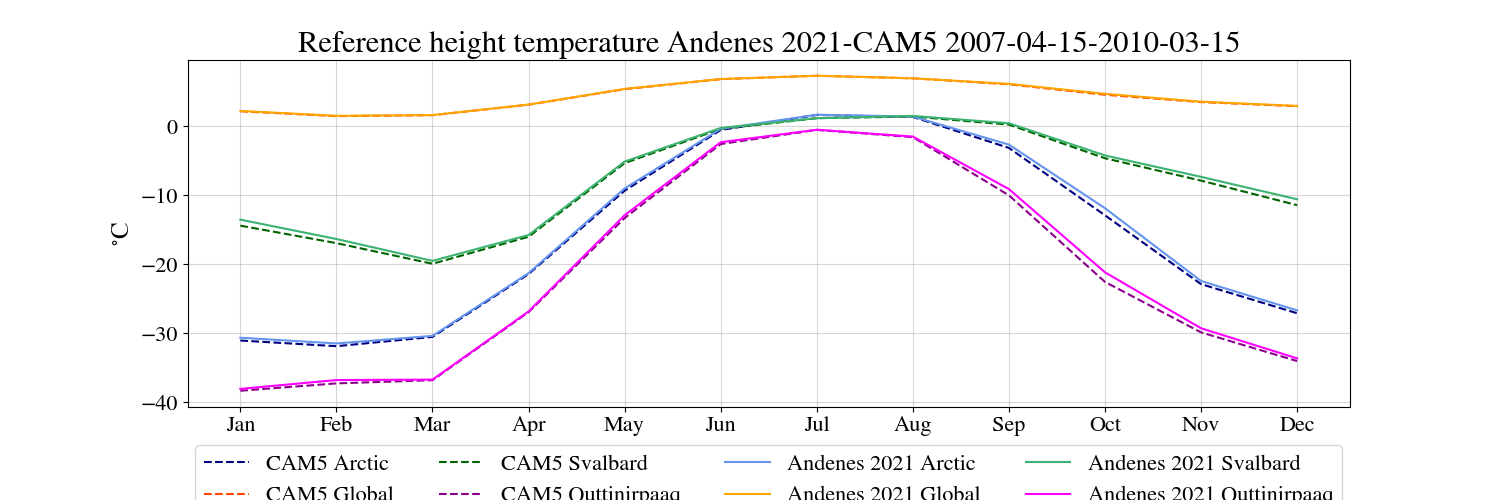 Reference height temperature Andenes 2021-CAM5 2007-04-15-2010-03-15
°C
0
−10
−20
−30
−40
Jan Feb Mar Apr May Jun Jul Aug Sep Oct Nov Dec
CAM5 Arctic CAM5 Svalbard Andenes 2021 Arctic Andenes 2021 Svalbard
CAM5 Global CAM5 Quttinirpaaq Andenes 2021 Global Andenes 2021 Quttinirpaaq